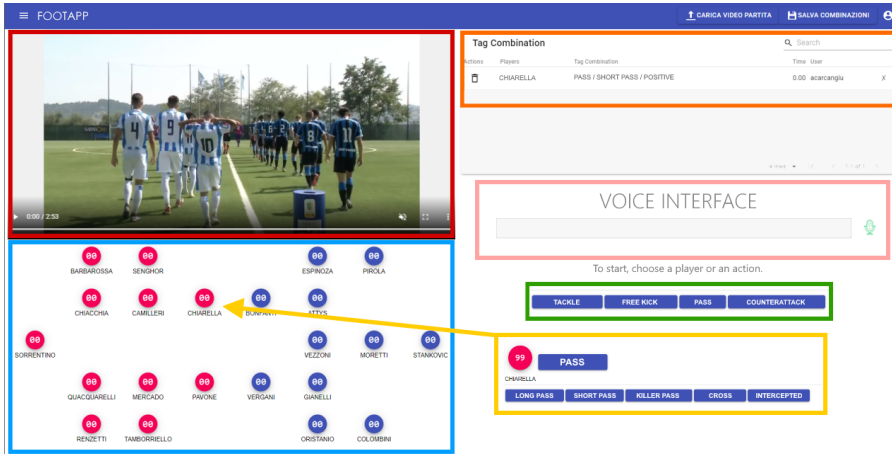 FOOTAPP
CARICA VIDEO PARTITA
SALVA COMBINAZIONI
4
9
10
8
11
0:00 / 2:53
Tag Combination
Search
Actions Players Tag Combination Time User
CHIARELLA PASS / SHORT PASS / POSITIVE 0.00 acarcangiu X
VOICE INTERFACE
To start, choose a player or an action.
TACKLE FREE KICK PASS COUNTERATTACK
99 PASS
CHIARELLA
LONG PASS SHORT PASS KILLER PASS CROSS INTERCEPTED
00 00 00 00
BARBAROSSA SENGHOR ESPINOZA PIROLA
00 00 00 00 00
CHIACCHIA CAMILLERI CHIARELLA BONFANTI ATTYS
00 00 00 00
SORRENTINO VEZZONI MORETTI STANKOVIC
00 00 00 00 00
QUACQUARELLI MERCADO PAVONE VERGANI GIANELLI
00 00 00 00
RENZETTI TAMBORRIELLO ORISTANIO COLOMBINI